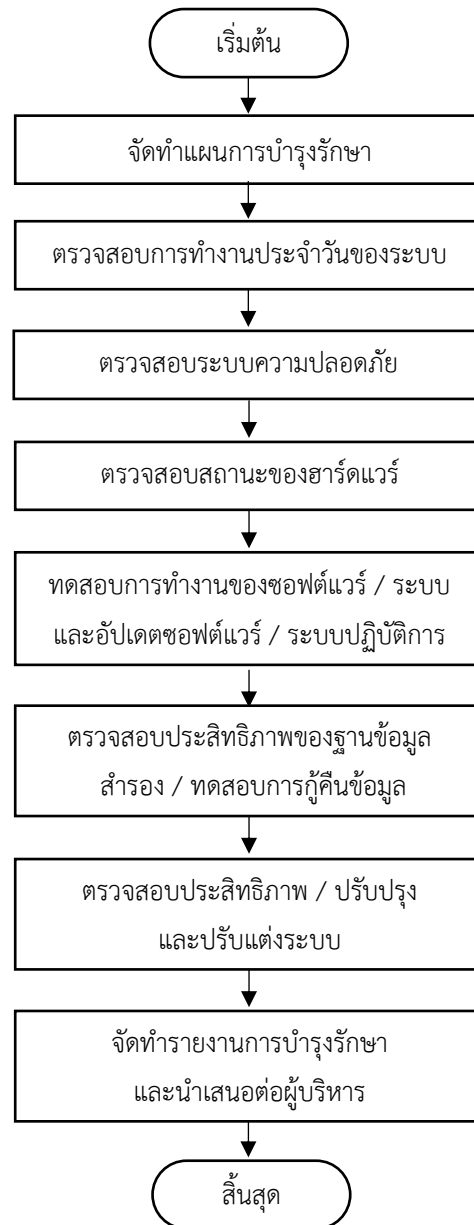 เริ่มต้น
จัดทำแผนการบำรุงรักษา
ตรวจสอบการทำงานประจำวันของระบบ
ตรวจสอบระบบความปลอดภัย
ตรวจสอบสถานะของฮาร์ดแวร์
ทดสอบการทำงานของซอฟต์แวร์ / ระบบ
และอัปเดตซอฟต์แวร์ / ระบบปฏิบัติการ
ตรวจสอบประสิทธิภาพของฐานข้อมูล
สำรอง / ทดสอบการกู้คืนข้อมูล
ตรวจสอบประสิทธิภาพ / ปรับปรุง
และปรับแต่งระบบ
จัดทำรายงานการบำรุงรักษา
และนำเสนอต่อผู้บริหาร
สิ้นสุด